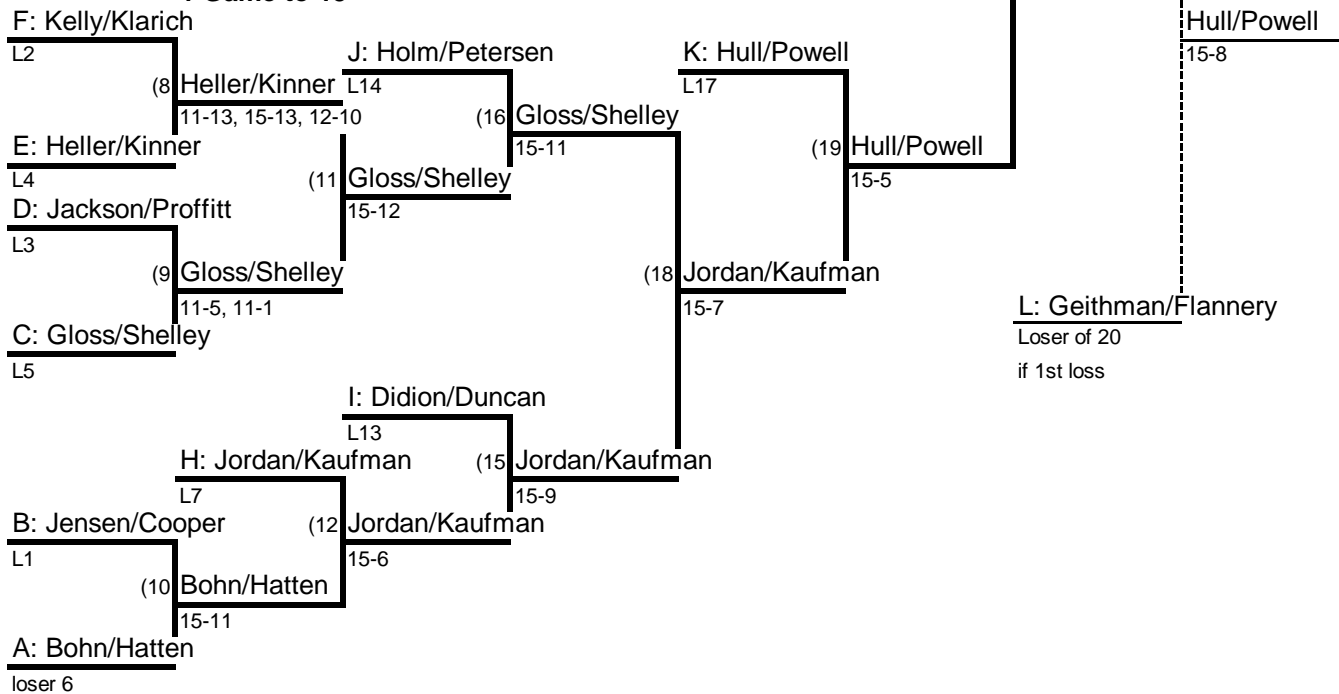 F: Kelly/Klarich
Hull/Powell
L2
J: Holm/Petersen
K: Hull/Powell
15-8
(8 Heller/Kinner
L14
L17
11-13, 15-13, 12-10
(16 Gloss/Shelley
E: Heller/Kinner
15-11
(19 Hull/Powell
L4
(11 Gloss/Shelley
15-5
D: Jackson/Proffitt
15-12
L3
(9 Gloss/Shelley
(18 Jordan/Kaufman
11-5, 11-1
15-7
L: Geithman/Flannery
C: Gloss/Shelley
Loser of 20
L5
if 1st loss
I: Didion/Duncan
L13
H: Jordan/Kaufman
(15 Jordan/Kaufman
L7
15-9
B: Jensen/Cooper
(12 Jordan/Kaufman
L1
15-6
(10 Bohn/Hatten
15-11
A: Bohn/Hatten
loser 6